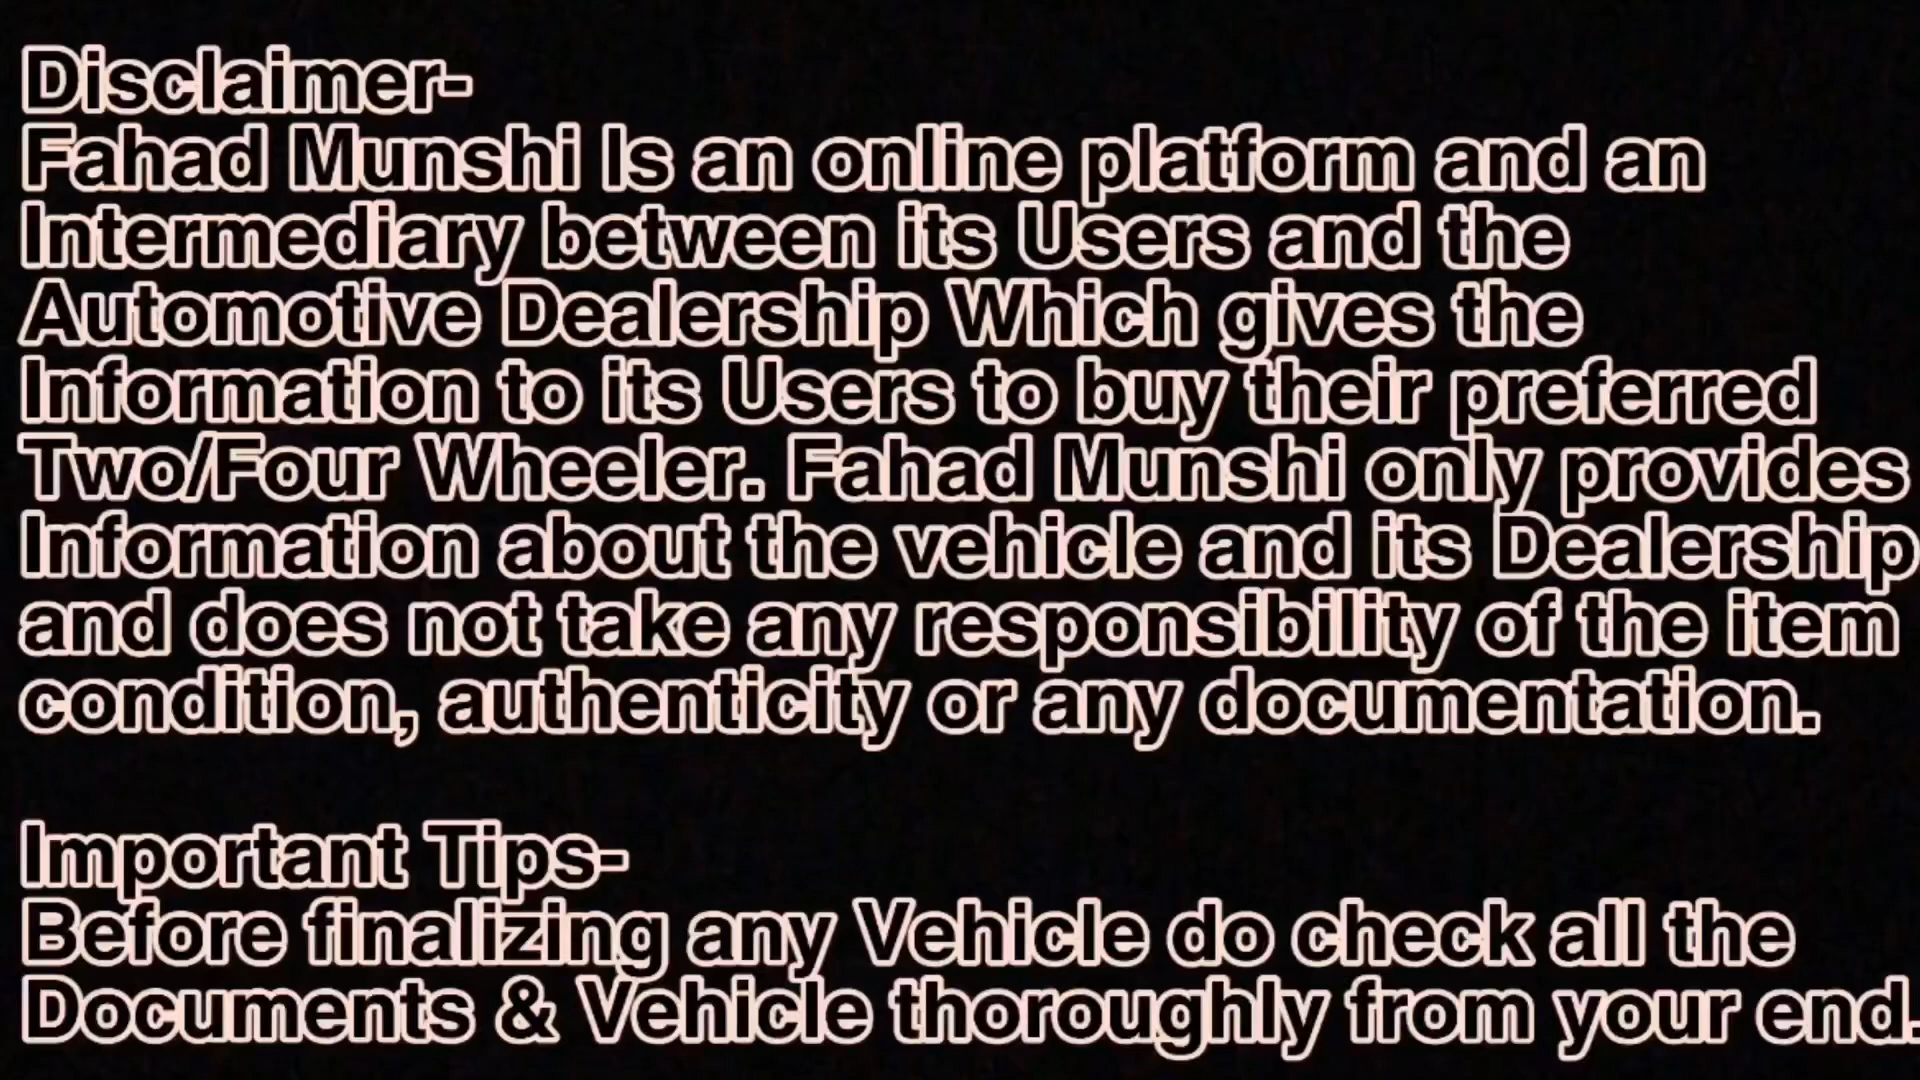 Disclaimer-
Fahad Munshi Is an online platform and an
Intermediary between its Users and the
Automotive Dealership Which gives the
Information to its Users to buy their preferred
Two/Four Wheeler. Fahad Munshi only provides
Information about the vehicle and its Dealership
and does not take any responsibility of the item
condition, authenticity or any documentation.
Important Tips-
Before finalizing any Vehicle do check all the
Documents & Vehicle thoroughly from your end.